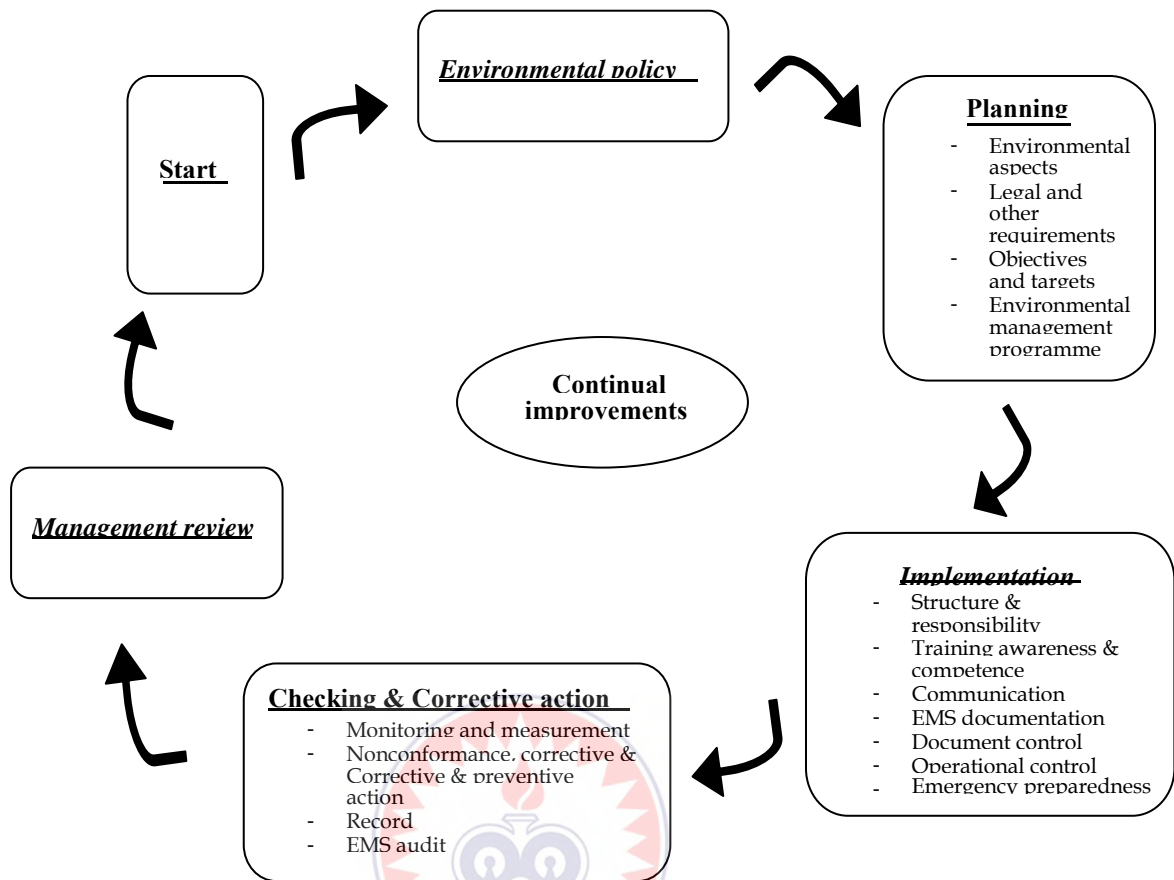 Environmental policy
Start
Planning
- Environmental
aspects
- Legal and
other
requirements
- Objectives
and targets
- Environmental
management
programme
Continual
improvements
Implementation
- Structure &
responsibility
- Training awareness &
competence
- Communication
- EMS documentation
- Document control
- Operational control
- Emergency preparedness
Checking & Corrective action
- Monitoring and measurement
- Nonconformance, corrective &
Corrective & preventive
action
- Record
- EMS audit
Management review